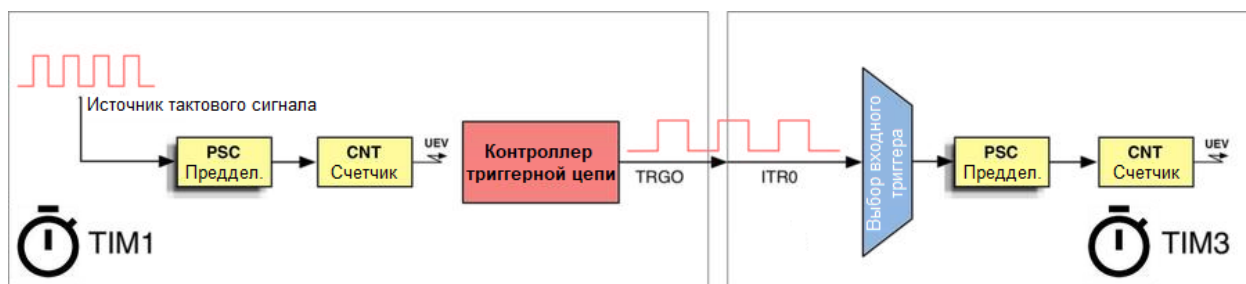 Источник тактового сигнала
PSC
Преддел.
CNT
Счетчик
UEV
Контроллер
триггерной цепи
TRGO
ITR0
Выбор входного
триггера
PSC
Преддел.
CNT
Счетчик
UEV
TIM1
TIM3